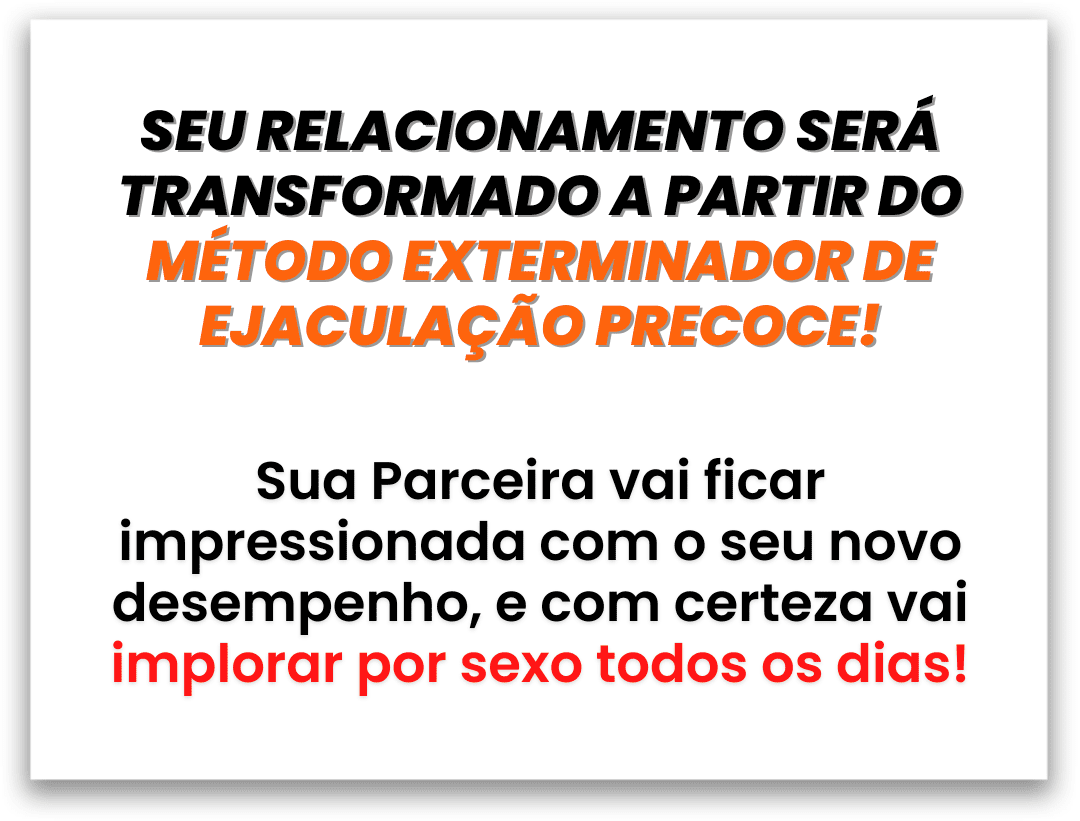 SEU RELACIONAMENTO SERÁ
TRANSFORMADO A PARTIR DO
MÉTODO EXTERMINADOR DE
EJACULAÇÃO PRECOCE!
Sua Parceira vai ficar
impressionada com o seu novo
desempenho, e com certeza vai
implorar por sexo todos os dias!